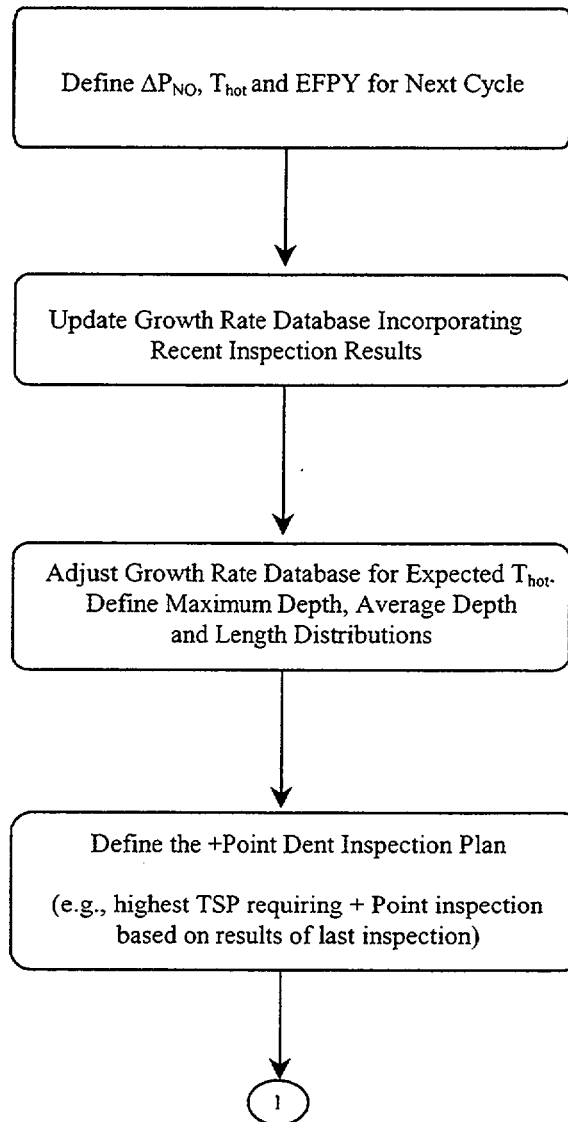 Define ΔP_NO, T_hot and EFPY for Next Cycle
Update Growth Rate Database Incorporating
Recent Inspection Results
Adjust Growth Rate Database for Expected T_hot.
Define Maximum Depth, Average Depth
and Length Distributions
Define the +Point Dent Inspection Plan
(e.g., highest TSP requiring + Point inspection
based on results of last inspection)
1